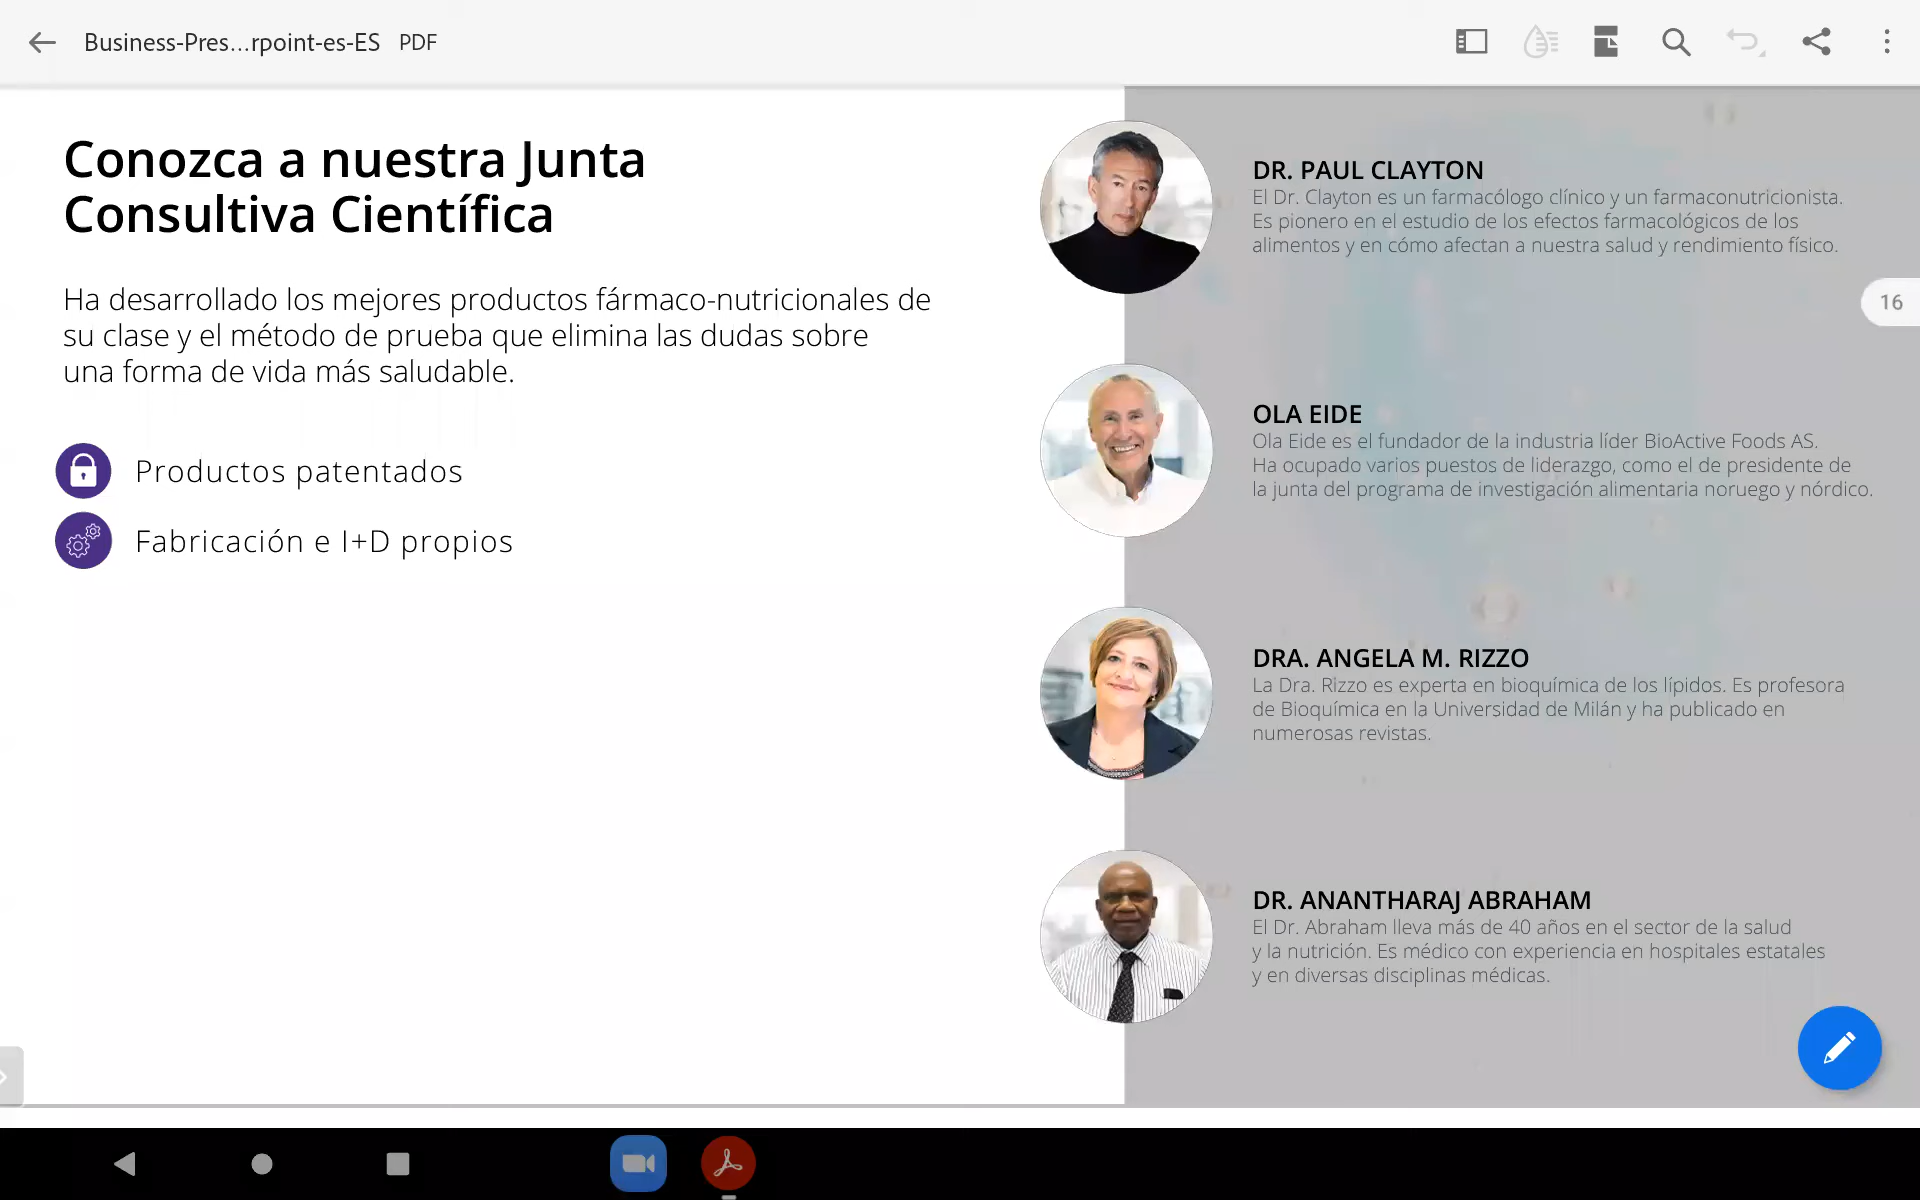 Business-Pres...rpoint-es-ES PDF
Conozca a nuestra Junta
Consultiva Científica
Ha desarrollado los mejores productos fármaco-nutricionales de
su clase y el método de prueba que elimina las dudas sobre
una forma de vida más saludable.
Productos patentados
Fabricación e I+D propios
DR. PAUL CLAYTON
El Dr. Clayton es un farmacólogo clínico y un farmaconutricionista.
Es pionero en el estudio de los efectos farmacológicos de los
alimentos y en cómo afectan a nuestra salud y rendimiento físico.
16
OLA EIDE
Ola Eide es el fundador de la industria líder BioActive Foods AS.
Ha ocupado varios puestos de liderazgo, como el de presidente de
la junta del programa de investigación alimentaria noruego y nórdico.
DRA. ANGELA M. RIZZO
La Dra. Rizzo es experta en bioquímica de los lípidos. Es profesora
de Bioquímica en la Universidad de Milán y ha publicado en
numerosas revistas.
DR. ANANTHARAJ ABRAHAM
El Dr. Abraham lleva más de 40 años en el sector de la salud
y la nutrición. Es médico con experiencia en hospitales estatales
y en diversas disciplinas médicas.